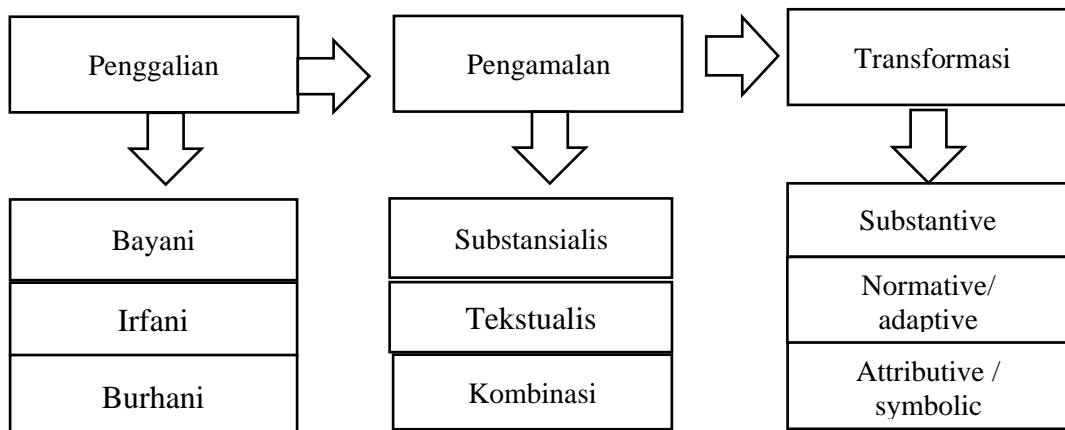 Penggalian
Pengamalan
Transformasi
Bayani
Irfani
Burhani
Substansialis
Tekstualis
Kombinasi
Substantive
Normative/
adaptive
Attributive /
symbolic